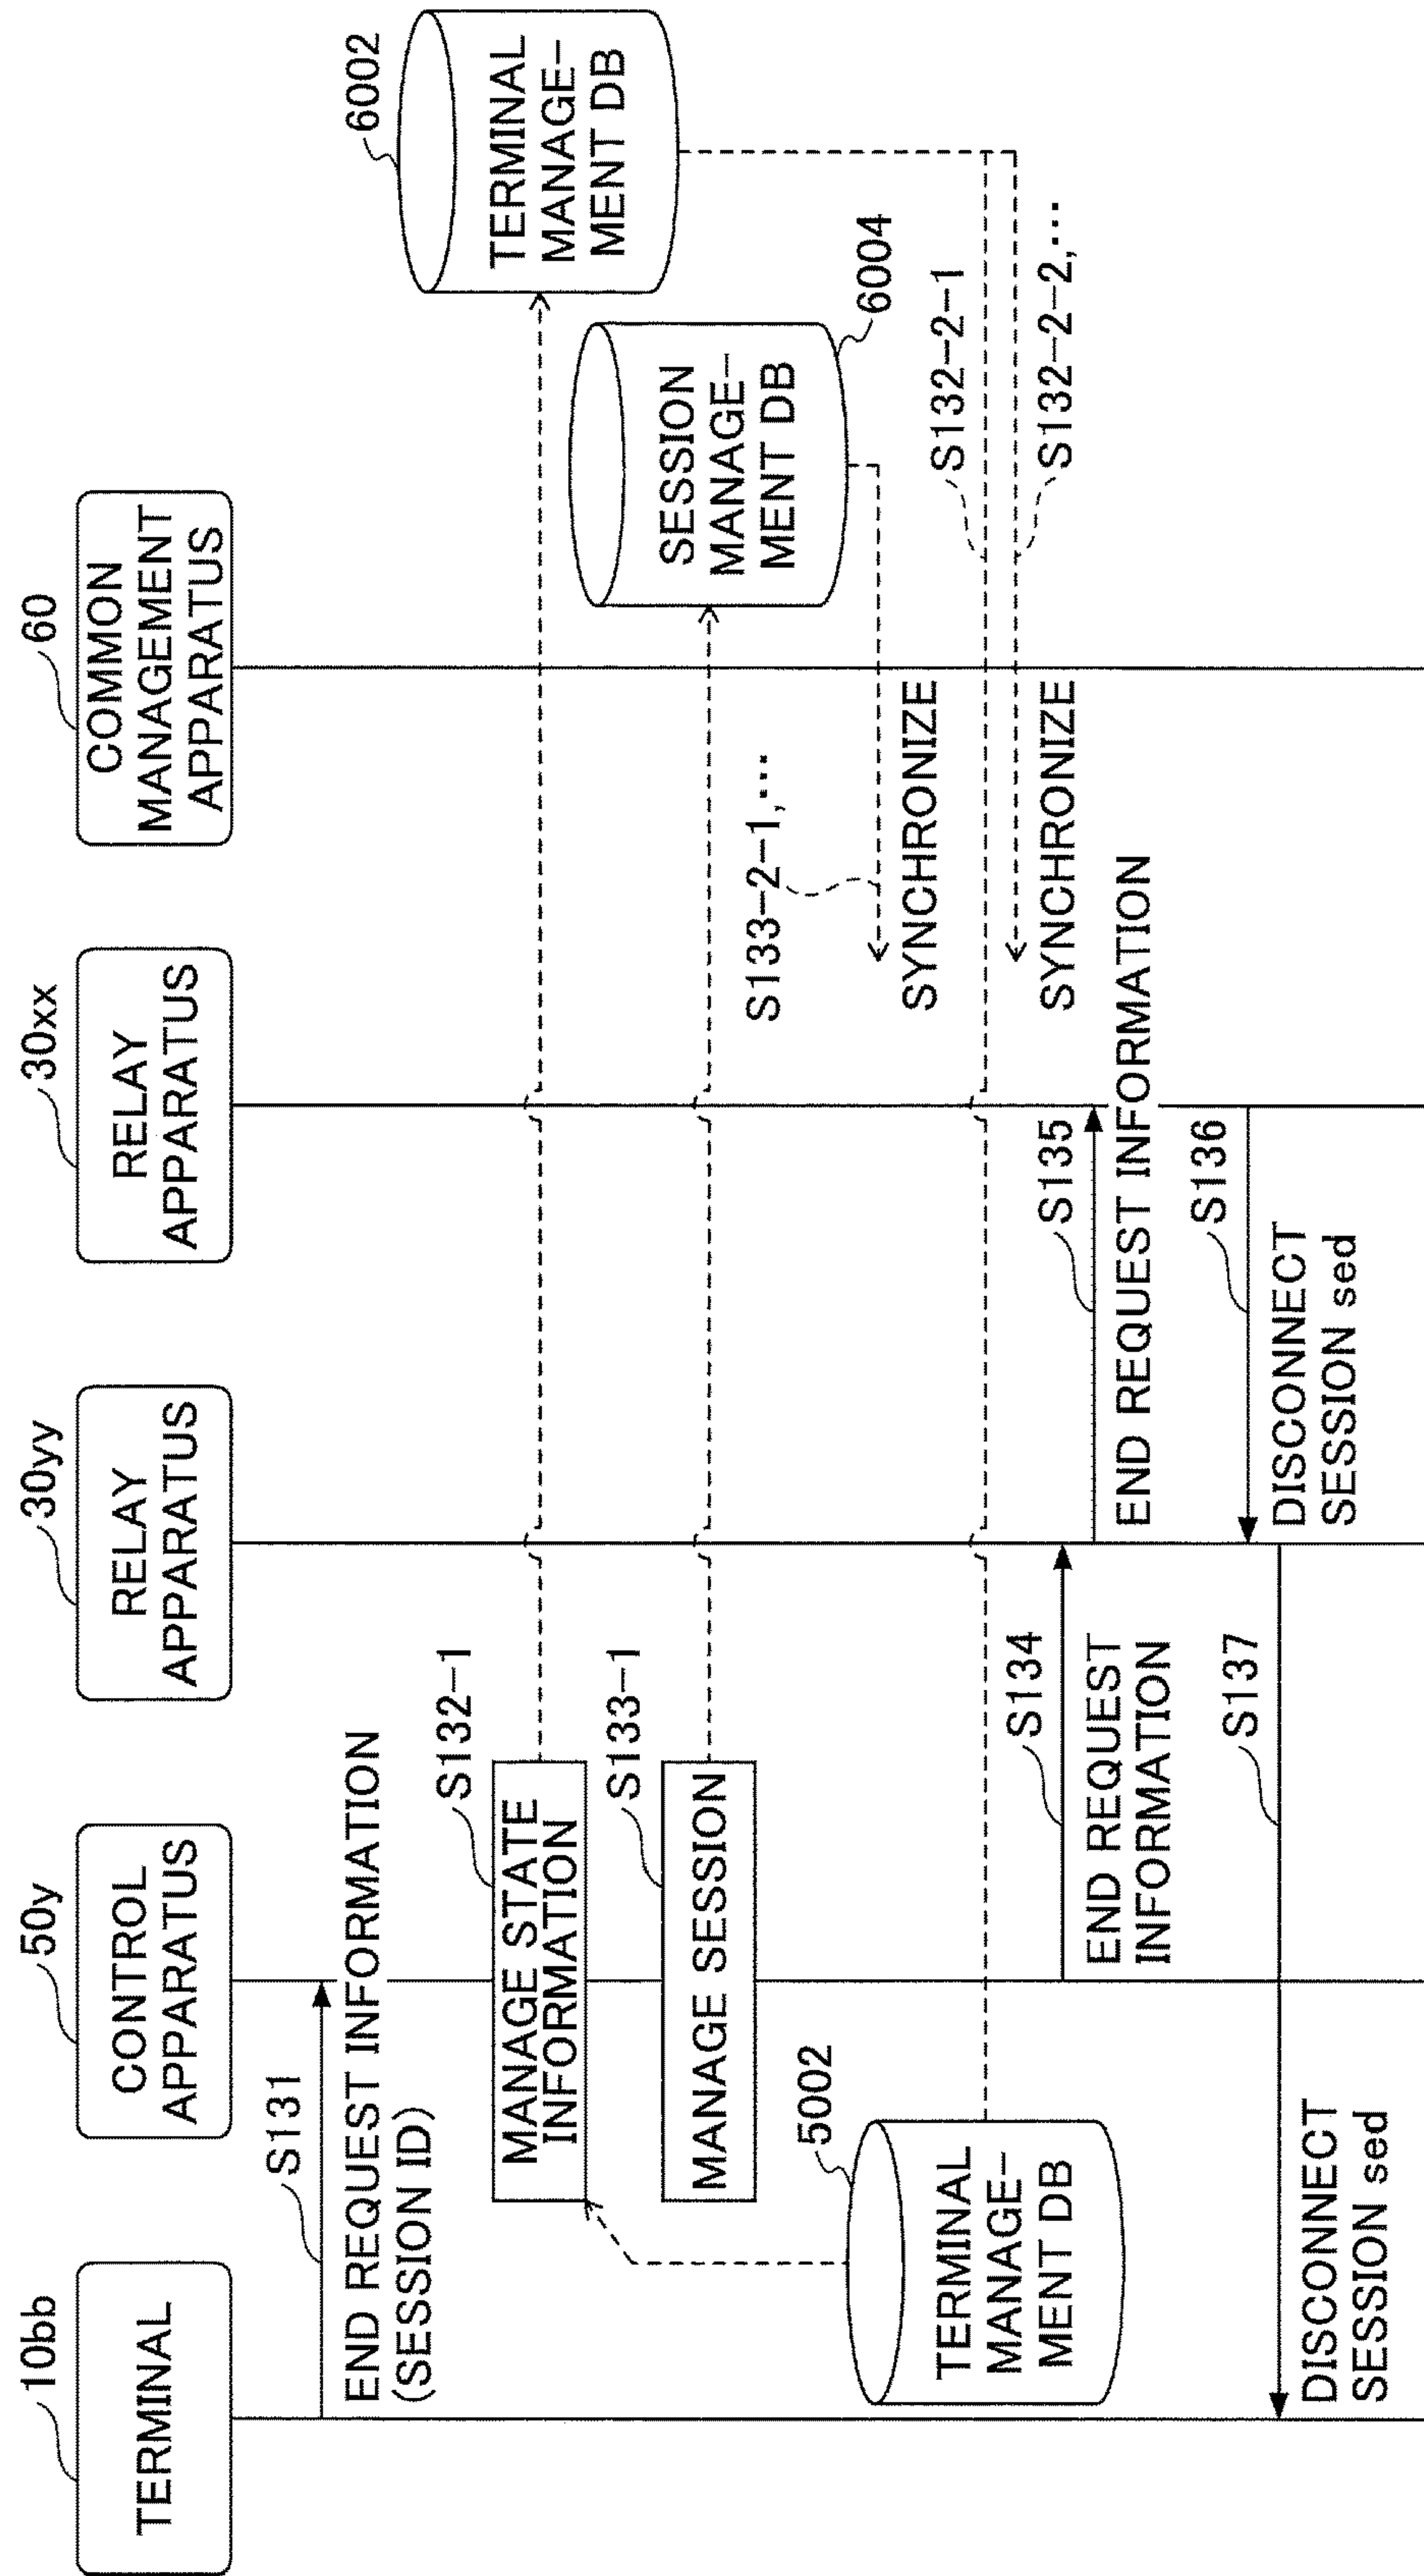 10bb
TERMINAL
50y
CONTROL
APPARATUS
30yy
RELAY
APPARATUS
30xx
RELAY
APPARATUS
60
COMMON
MANAGEMENT
APPARATUS
S131
END REQUEST INFORMATION
(SESSION ID)
S132-1
MANAGE STATE
INFORMATION
6002
TERMINAL
MANAGE-
MENT DB
S133-1
MANAGE SESSION
SESSION
MANAGE-
MENT DB
6004
S133-2-1,...
SYNCHRONIZE
5002
TERMINAL
MANAGE-
MENT DB
S132-2-1
S132-2-2,...
SYNCHRONIZE
S134
END REQUEST
INFORMATION
S135
END REQUEST INFORMATION
S136
DISCONNECT
SESSION sed
S137
DISCONNECT
SESSION sed